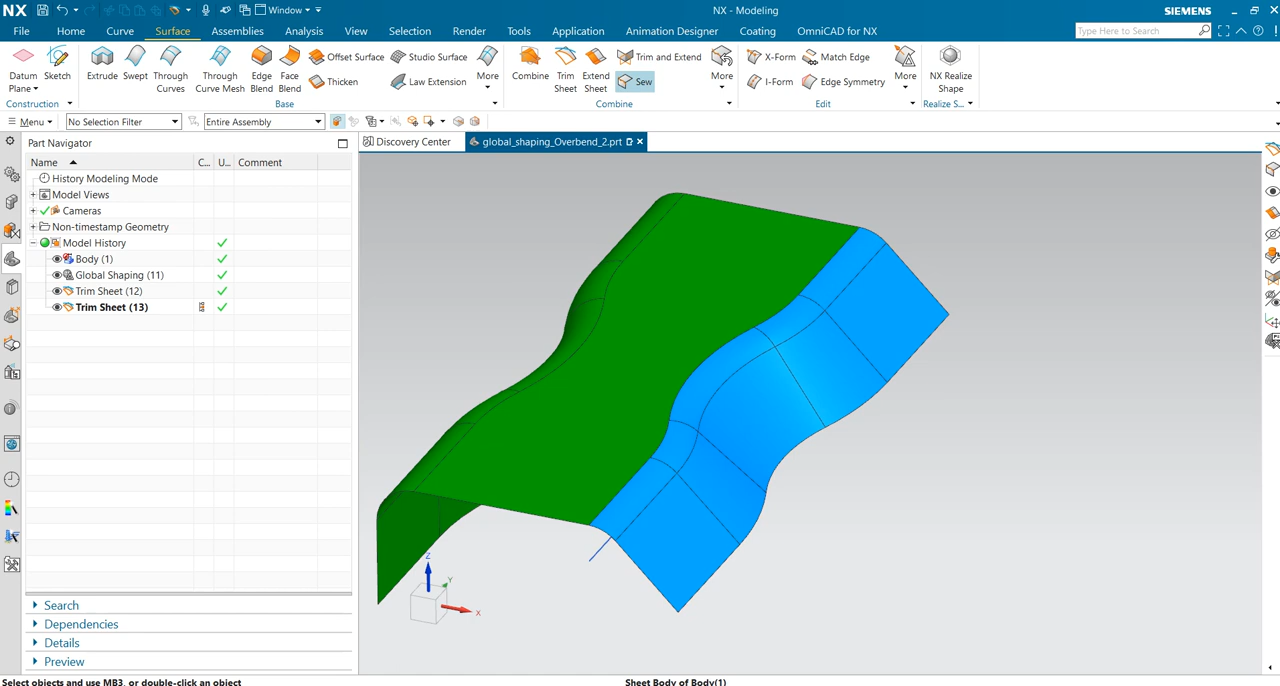 NX
Window
NX - Modeling
SIEMENS
File
Home
Curve
Surface
Assemblies
Analysis
View
Selection
Render
Tools
Application
Animation Designer
Coating
OmniCAD for NX
Type Here to Search
Datum Plane
Sketch
Construction
Extrude
Swept
Through Curves
Through Curve Mesh
Edge Blend
Face Blend
Offset Surface
Thicken
Studio Surface
Law Extension
More
Base
Combine
Trim Sheet
Extend Sheet
Trim and Extend
Sew
More
Combine
X-Form
I-Form
Match Edge
Edge Symmetry
More
Edit
NX Realize Shape
Realize S...
Menu
No Selection Filter
Entire Assembly
Part Navigator
Discovery Center
global_shaping_Overbend_2.prt
Name
C...
U...
Comment
History Modeling Mode
Model Views
Cameras
Non-timestamp Geometry
Model History
Body (1)
Global Shaping (11)
Trim Sheet (12)
Trim Sheet (13)
Z
Y
X
Search
Dependencies
Details
Preview
Select objects and use MB3, or double-click an object
Sheet Body of Body(1)